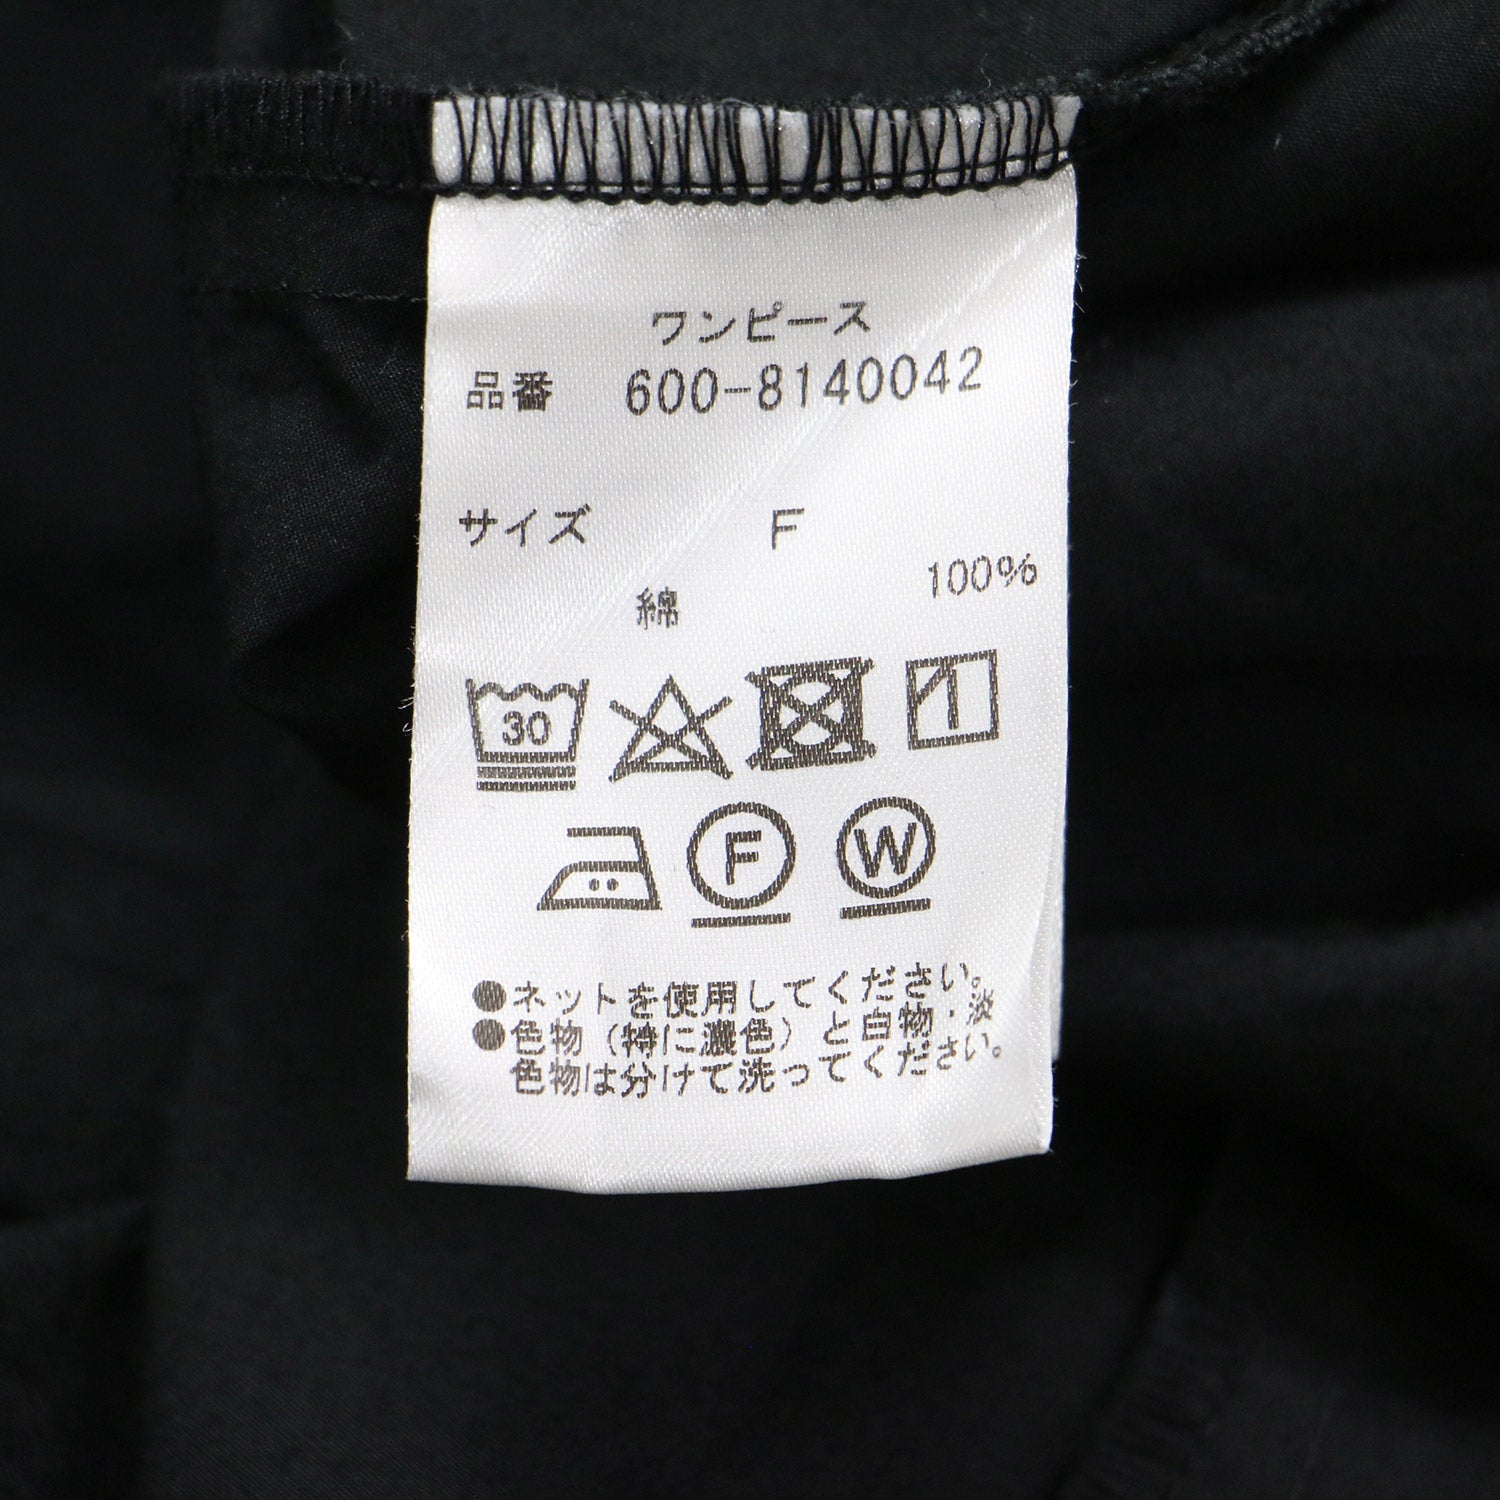 ワンピース
品番 600-8140042
サイズ F
綿 100%
30
F W
●ネットを使用してください。
●色物（特に濃色）と白物・淡
色物は分けて洗ってください。